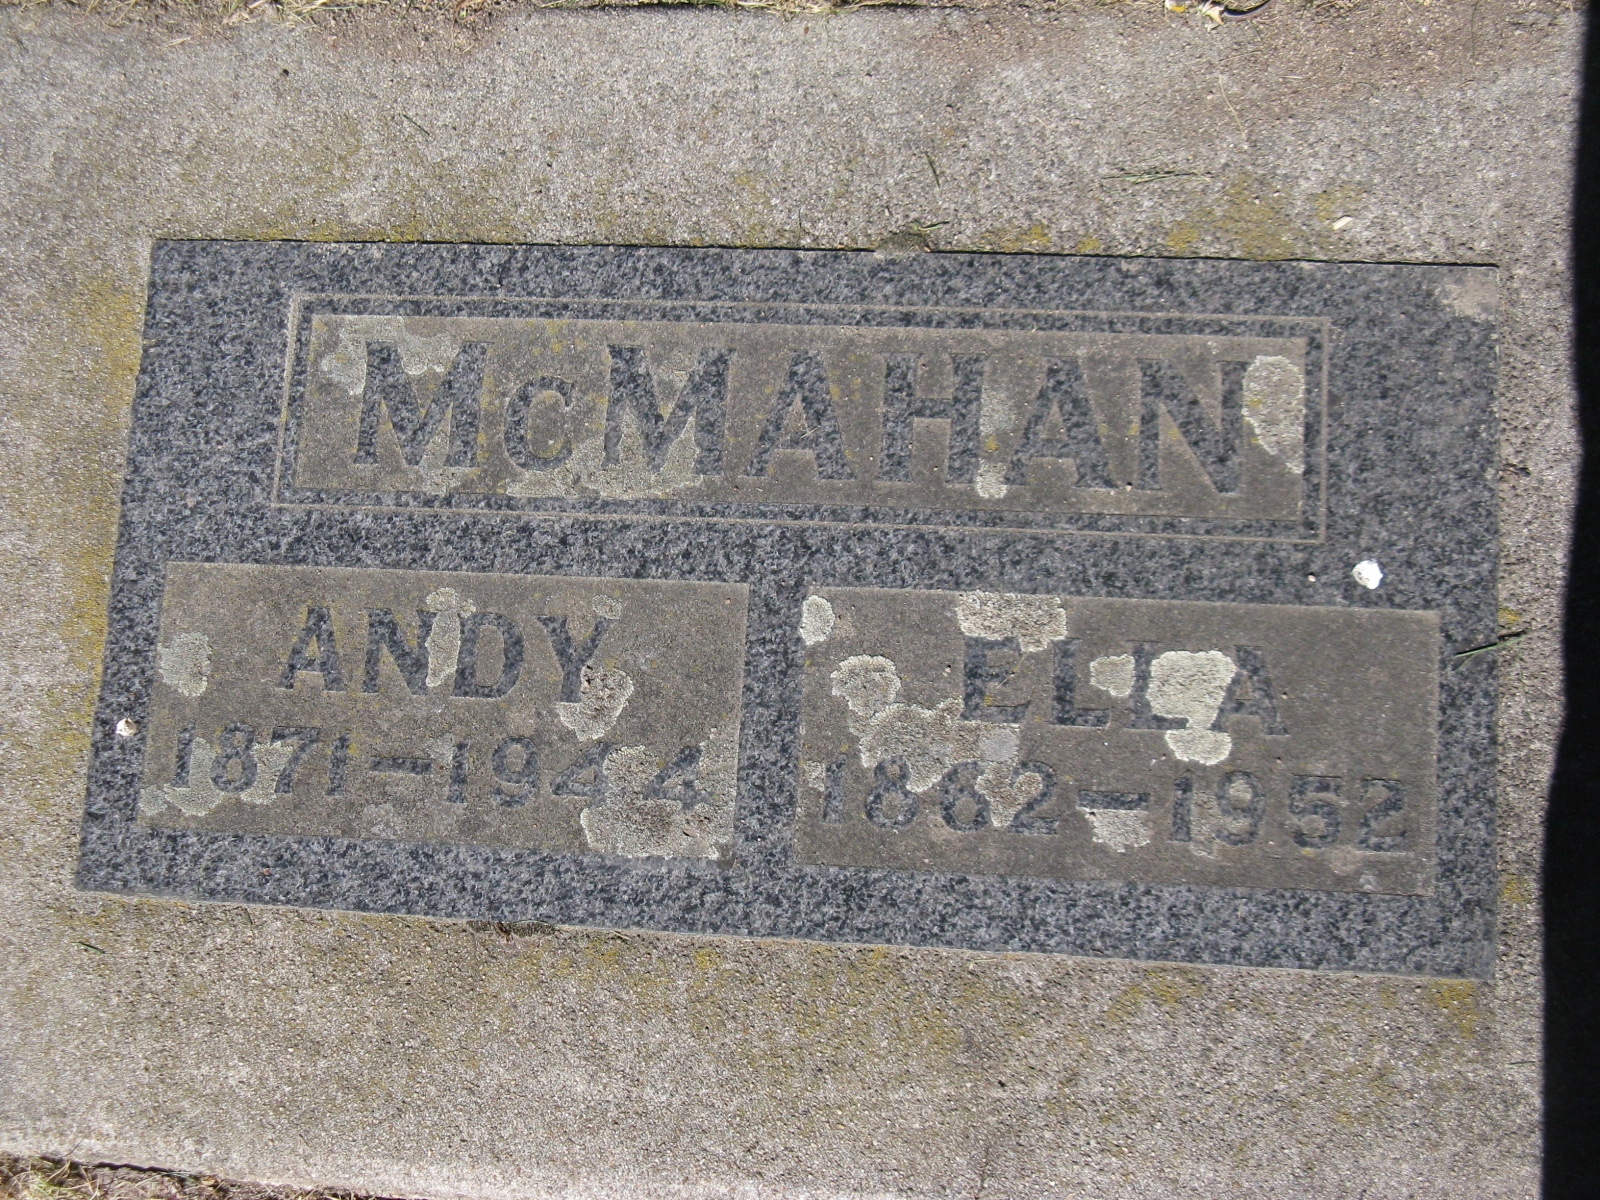 McMAHAN
ANDY
1871-1944
ELLA
1862-1952